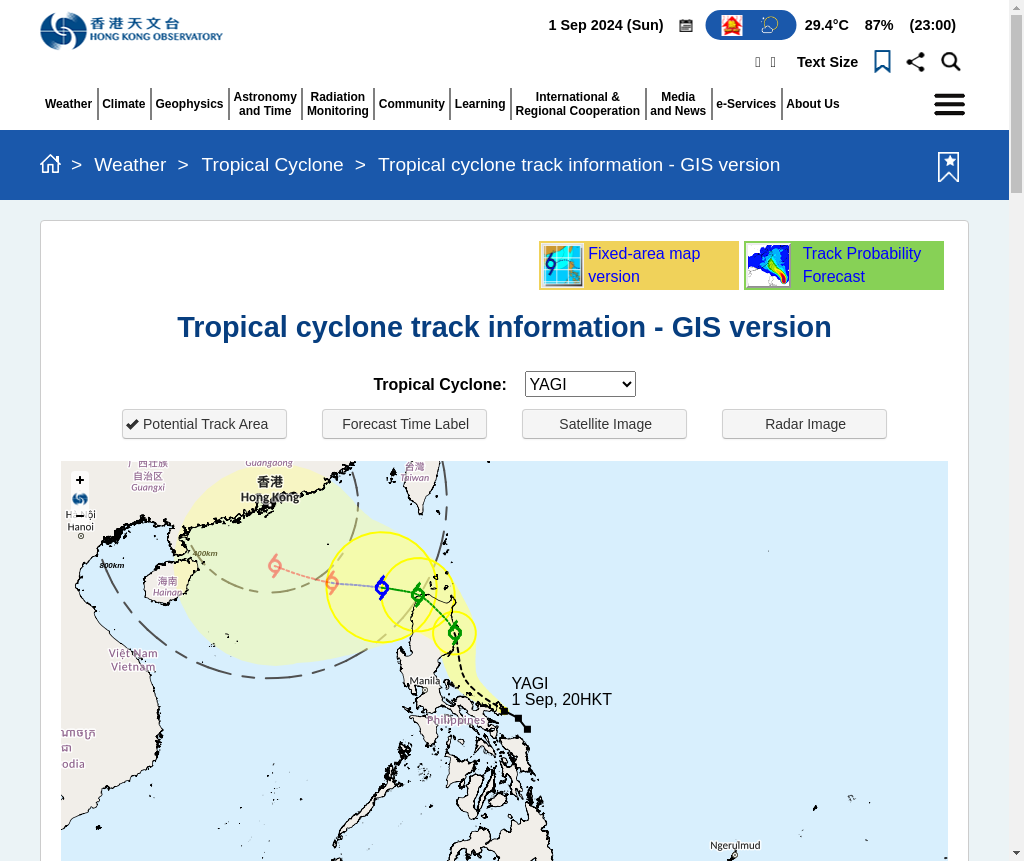 香港天文台
HONG KONG OBSERVATORY
1 Sep 2024 (Sun)
29.4°C
87%
(23:00)
Text Size
Weather
Climate
Geophysics
Astronomy
and Time
Radiation
Monitoring
Community
Learning
International &
Regional Cooperation
Media
and News
e-Services
About Us
> Weather > Tropical Cyclone > Tropical cyclone track information - GIS version
Fixed-area map
version
Track Probability
Forecast
Tropical cyclone track information - GIS version
Tropical Cyclone: YAGI
Potential Track Area
Forecast Time Label
Satellite Image
Radar Image
+
广西壮族
自治区
Guangxi
Guangdong
香港
Hong Kong
台灣
Taiwan
Hà Nội
Hanoi
400km
800km
海南
Hainan
Việt Nam
Vietnam
Manila
YAGI
1 Sep, 20HKT
Philippines
Ngerulmud